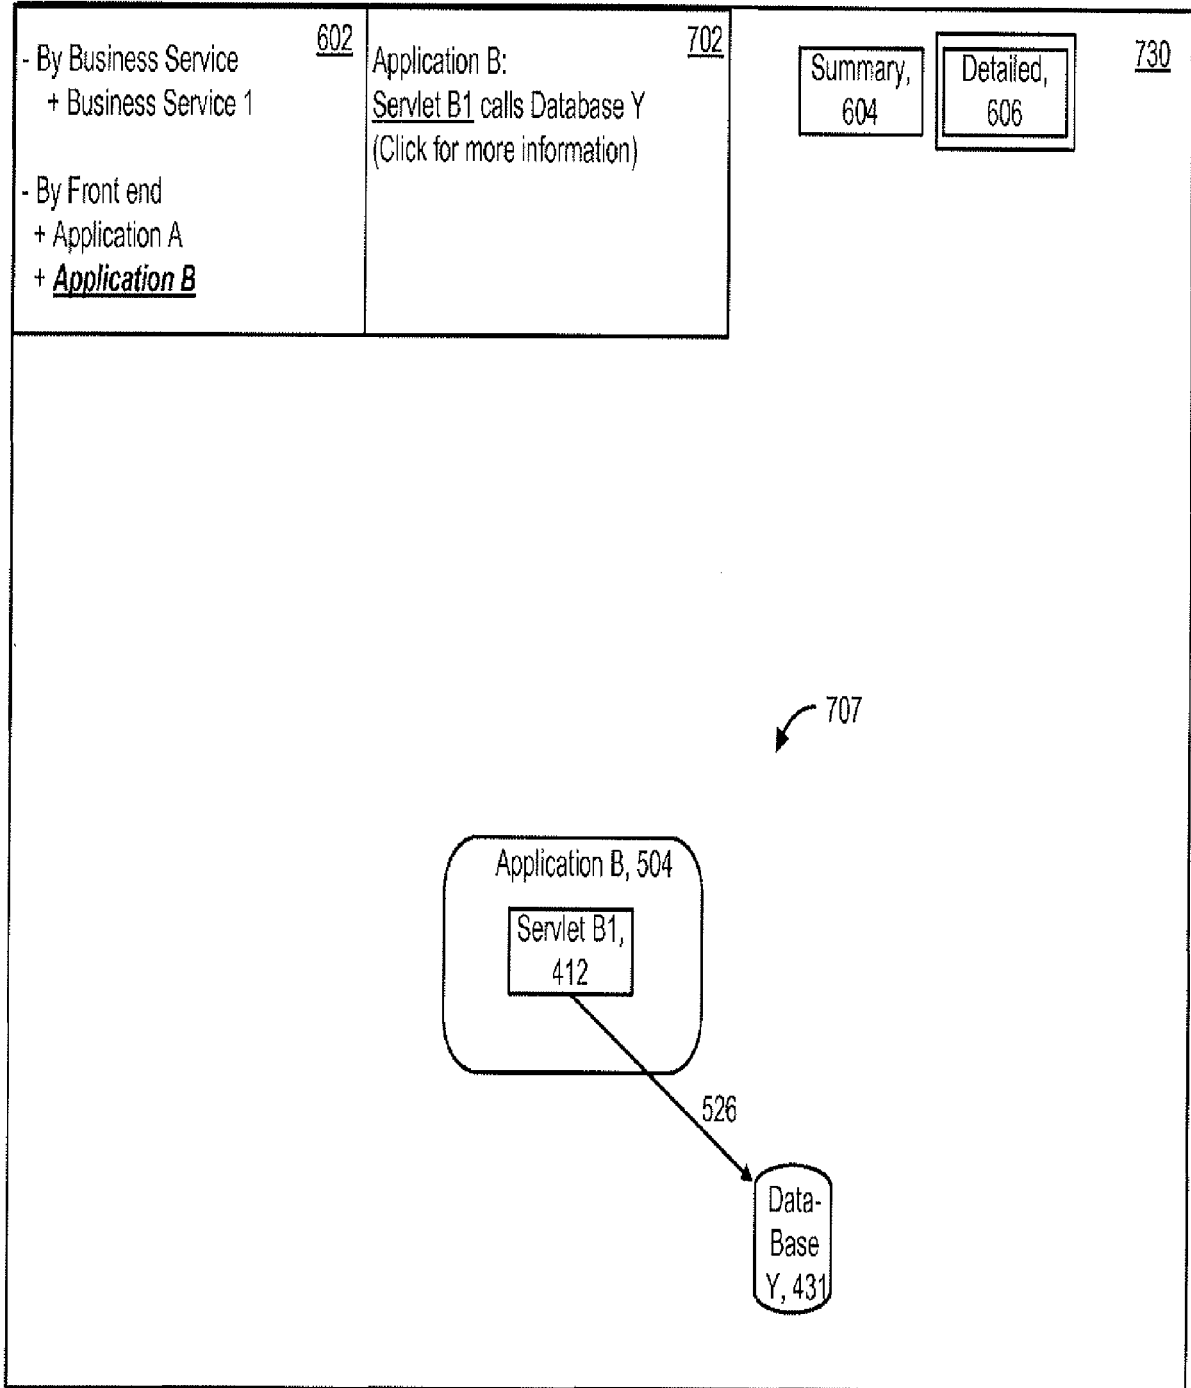 602
- By Business Service
+ Business Service 1
- By Front end
+ Application A
+ Application B
702
Application B:
Servlet B1 calls Database Y
(Click for more information)
Summary,
604
Detailed,
606
730
707
Application B, 504
Servlet B1,
412
526
Data-
Base
Y, 431